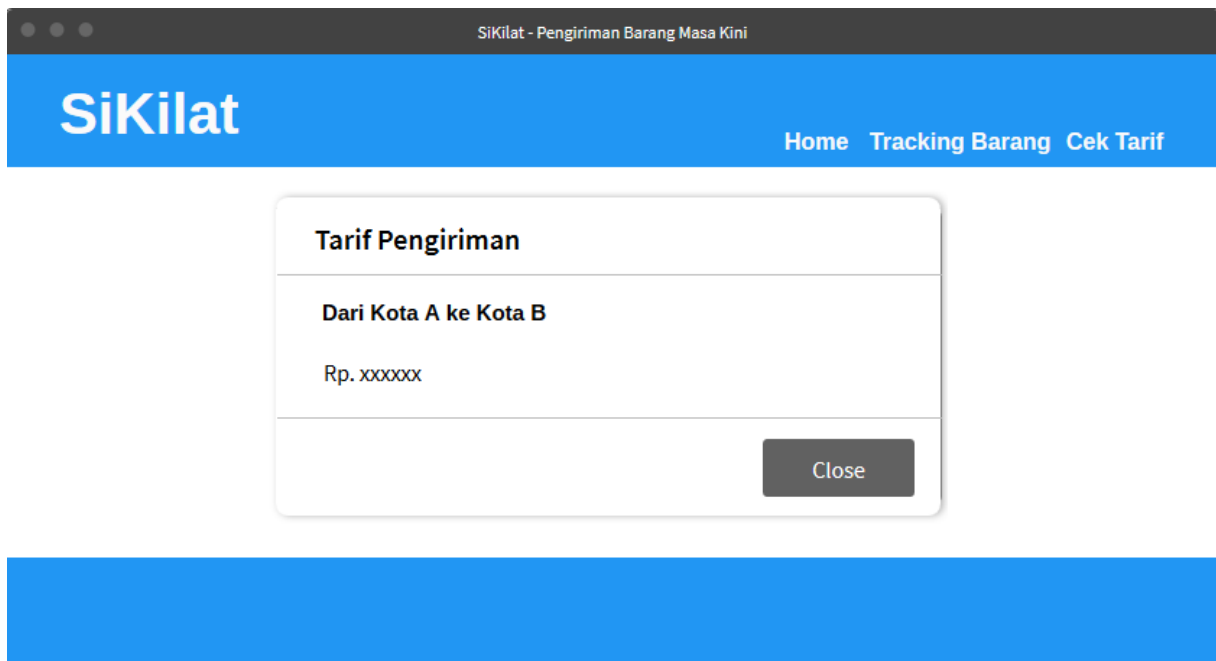 SiKilat - Pengiriman Barang Masa Kini
SiKilat
Home Tracking Barang Cek Tarif
Tarif Pengiriman
Dari Kota A ke Kota B
Rp. xxxxxx
Close